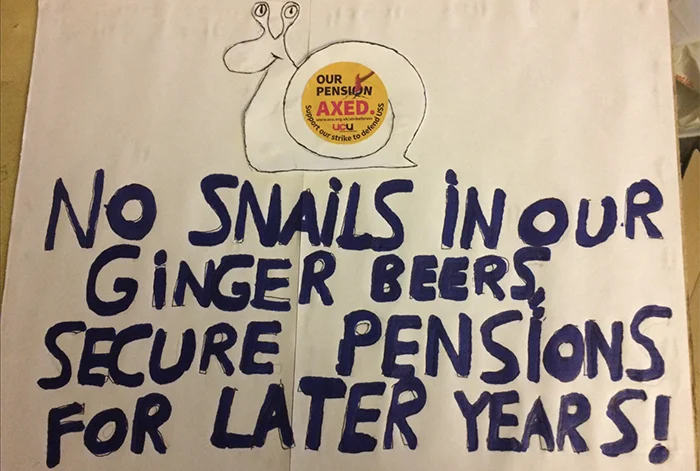 OUR
PENSION
AXED.
ucu
Support our strike to defend USS
NO SNAILS IN OUR
GINGER BEERS,
SECURE PENSIONS
FOR LATER YEARS!